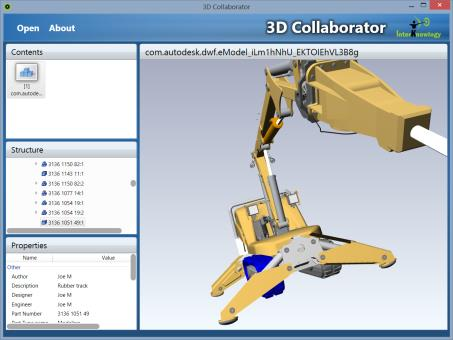 3D Collaborator
Open About
3D Collaborator
InterKnowlogy
Contents
[1]
com.autode...
com.autodesk.dwf.eModel_iLm1hNhU_EKTOIEhVL3B8g
Structure
3136 1150 82:1
3136 1143 11:1
3136 1150 82:2
3136 1077 14:1
3136 1054 19:1
3136 1054 19:2
3136 1051 49:1
Properties
Name Value
Other
Author Joe M
Description Rubber track
Designer Joe M
Engineer Joe M
Part Number 3136 1051 49